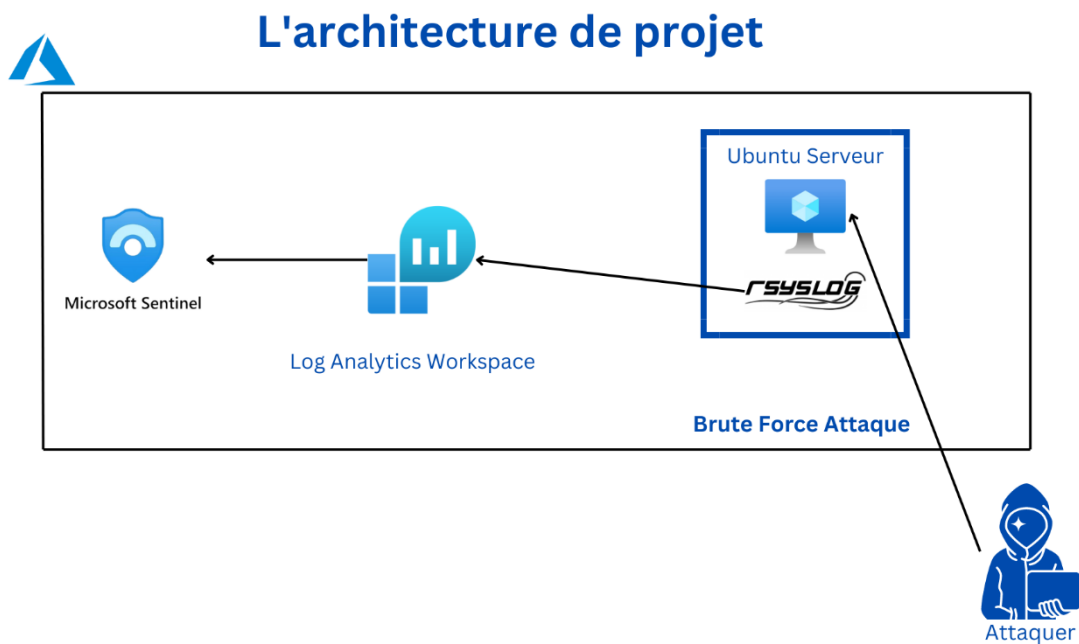 L'architecture de projet
Ubuntu Serveur
rsyslog
Microsoft Sentinel
Log Analytics Workspace
Brute Force Attaque
Attaquer